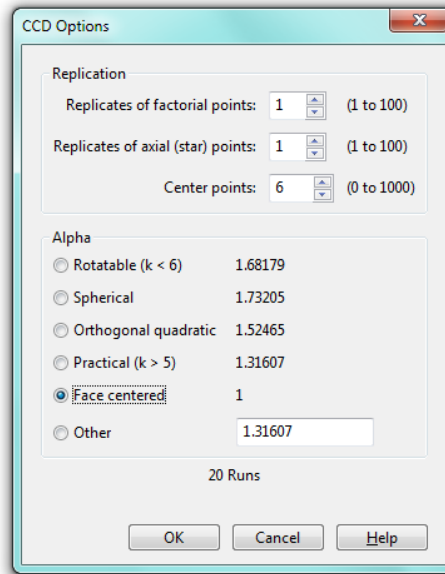 CCD Options
Replication
Replicates of factorial points: 1 (1 to 100)
Replicates of axial (star) points: 1 (1 to 100)
Center points: 6 (0 to 1000)
Alpha
Rotatable (k < 6) 1.68179
Spherical 1.73205
Orthogonal quadratic 1.52465
Practical (k > 5) 1.31607
Face centered 1
Other 1.31607
20 Runs
OK Cancel Help